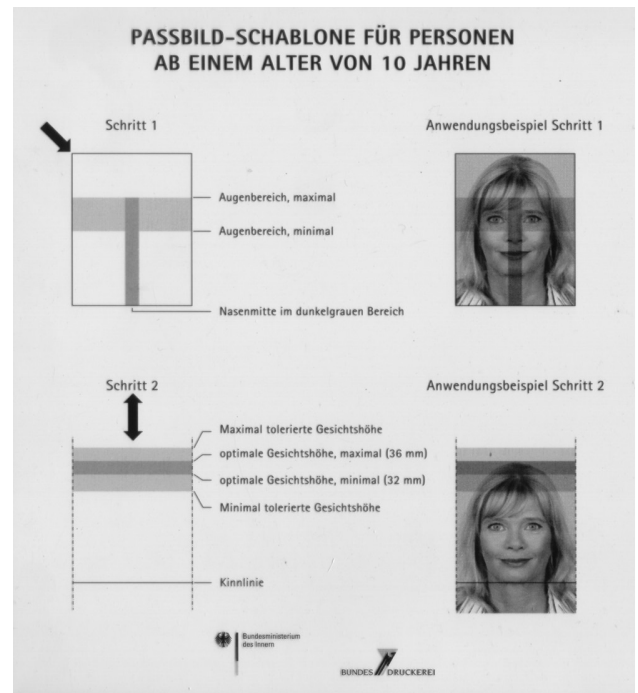 PASSBILD-SCHABLONE FÜR PERSONEN
AB EINEM ALTER VON 10 JAHREN
Schritt 1
Anwendungsbeispiel Schritt 1
Augenbereich, maximal
Augenbereich, minimal
Nasenmitte im dunkelgrauen Bereich
Schritt 2
Anwendungsbeispiel Schritt 2
Maximal tolerierte Gesichtshöhe
optimale Gesichtshöhe, maximal (36 mm)
optimale Gesichtshöhe, minimal (32 mm)
Minimal tolerierte Gesichtshöhe
Kinnlinie
Bundesministerium
des Innern
BUNDESDRUCKEREI